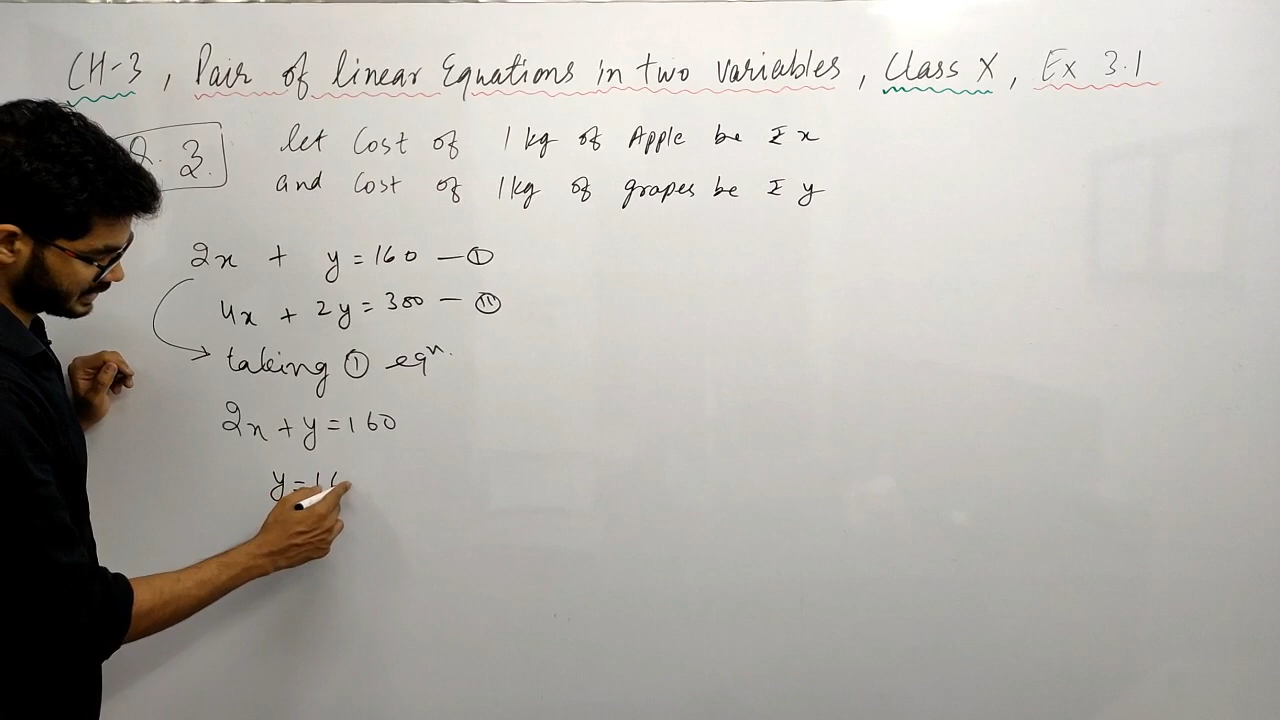 CH-3, Pair of linear Equations in two variables, Class X, Ex 3.1
Q. 3. let Cost of 1 kg of Apple be ₹ x
and Cost of 1kg of grapes be ₹ y
2x + y = 160 — ①
4x + 2y = 300 — ②
taking ① eqⁿ.
2x + y = 160
y = 16